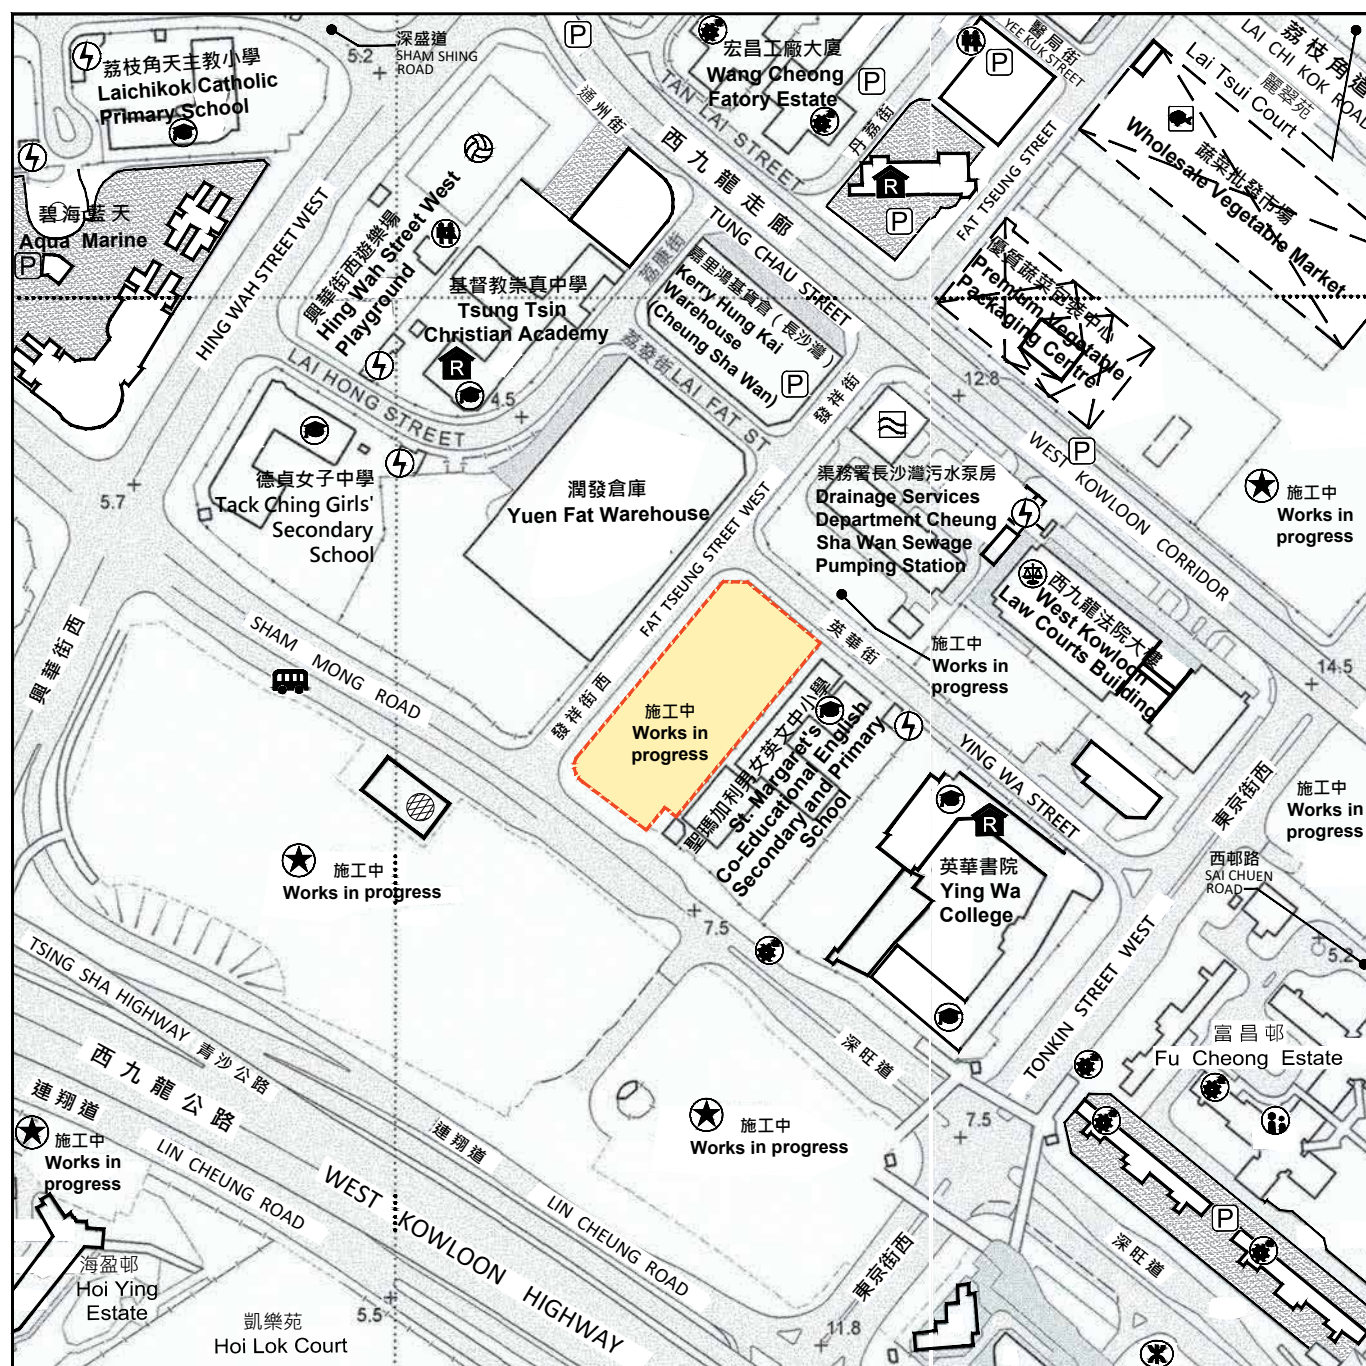 深盛道
SHAM SHING
ROAD
5.2
荔枝角天主教小學
Laichikok Catholic
Primary School
宏昌工廠大廈
Wang Cheong
Fatory Estate
P
P
P
TAN LAI STREET
丹荔街
醫局街
YEE KUK STREET
荔枝角道
LAI CHI KOK ROAD
Lai Tsui Court
麗翠苑
蔬菜批發市場
Wholesale Vegetable Market
通州街
西九龍走廊
TUNG CHAU STREET
FAT TSEUNG STREET
R
P
碧海藍天
Aqua Marine
P
HING WAH STREET WEST
興華街西遊樂場
Hing Wah Street West
Playground
基督教崇真中學
Tsung Tsin
Christian Academy
R
4.5
荔康街
嘉里鴻基貨倉（長沙灣）
Kerry Hung Kai
Warehouse
(Cheung Sha Wan)
P
優質蔬菜包裝中心
Premium Vegetable
Packaging Centre
12.8
LAI HONG STREET
荔發街
LAI FAT ST
發祥街
P
WEST KOWLOON CORRIDOR
施工中
Works in
progress
德貞女子中學
Tack Ching Girls'
Secondary
School
5.7
潤發倉庫
Yuen Fat Warehouse
渠務署長沙灣污水泵房
Drainage Services
Department Cheung
Sha Wan Sewage
Pumping Station
FAT TSEUNG STREET WEST
西九龍法院大樓
West Kowloon
Law Courts Building
英華街
施工中
Works in
progress
14.5
興華街西
SHAM MONG ROAD
發祥街西
施工中
Works in
progress
聖瑪加利男女英文中小學
St. Margaret's
Co-Educational English
Secondary and Primary
School
YING WA STREET
東京街西
施工中
Works in
progress
施工中
Works in progress
R
英華書院
Ying Wa
College
西邨路
SAI CHUEN
ROAD
5.2
7.5
TSING SHA HIGHWAY 青沙公路
TONKIN STREET WEST
深旺道
富昌邨
Fu Cheong Estate
西九龍公路
連翔道
施工中
Works in
progress
LIN CHEUNG ROAD
連翔道
施工中
Works in progress
7.5
WEST KOWLOON HIGHWAY
LIN CHEUNG ROAD
東京街西
深旺道
P
海盈邨
Hoi Ying
Estate
凱樂苑
Hoi Lok Court
5.5
11.8